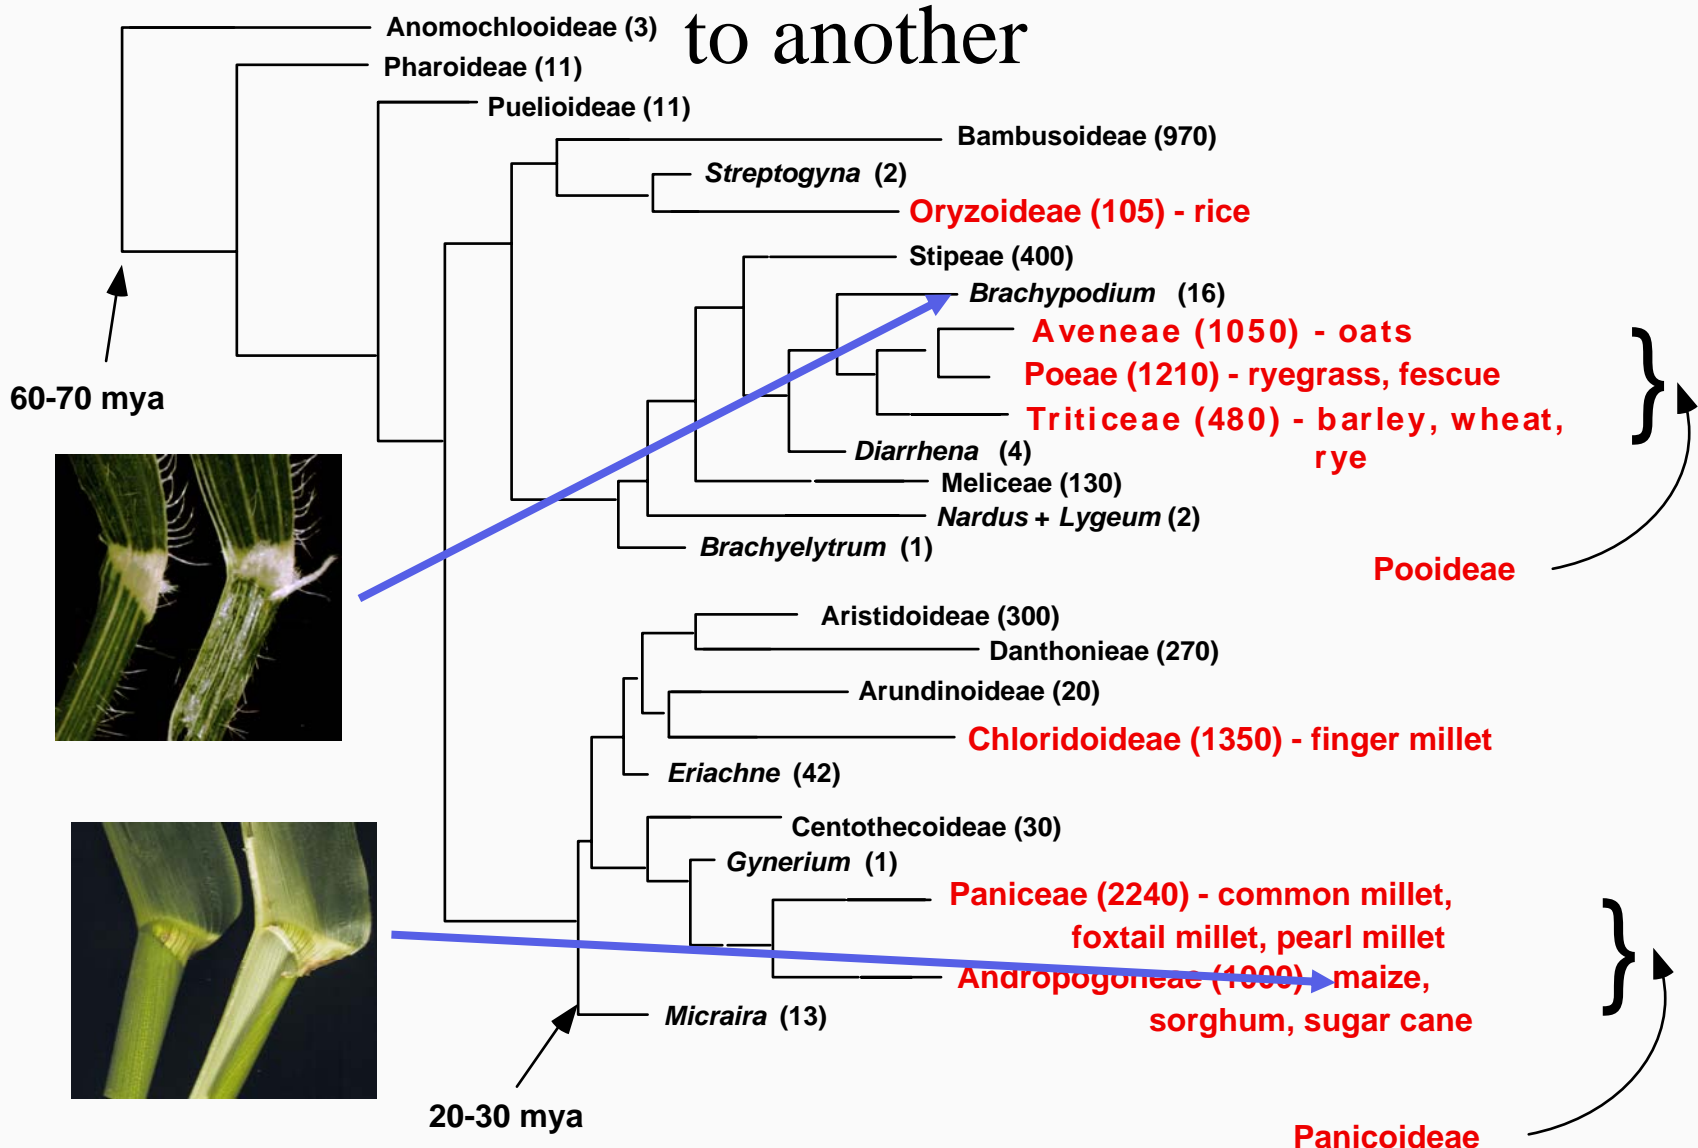 to another
Anomochlooideae (3)
Pharoideae (11)
Puelioideae (11)
Bambusoideae (970)
Streptogyna (2)
Oryzoideae (105) - rice
Stipeae (400)
Brachypodium (16)
Aveneae (1050) - oats
Poeae (1210) - ryegrass, fescue
60-70 mya
Triticeae (480) - barley, wheat,
rye
Diarrhena (4)
Meliceae (130)
Nardus + Lygeum (2)
Brachyelytrum (1)
Pooideae
Aristidoideae (300)
Danthonieae (270)
Arundinoideae (20)
Chloridoideae (1350) - finger millet
Eriachne (42)
Centothecoideae (30)
Gynerium (1)
Paniceae (2240) - common millet,
foxtail millet, pearl millet
Andropogoneae (1000) - maize,
sorghum, sugar cane
Micraira (13)
20-30 mya
Panicoideae